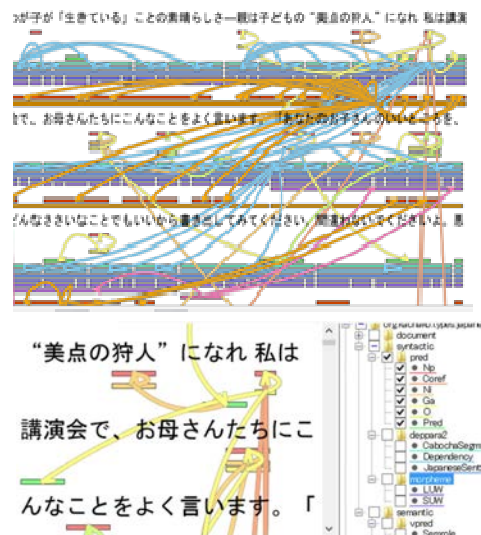 つが子が「生きている」ことの素晴らしさ―親は子どもの“美点の狩人”になれ 私は講演
会で、お母さんたちにこんなことをよく言います。「あなたのお子さんのいいところを、
どんなささいなことでもいいから書き出してみてください。間違わないでくださいよ。悪
“美点の狩人”になれ 私は
講演会で、お母さんたちにこ
んなことをよく言います。「
document
syntactic
pred
Np
Coref
Ni
Ga
O
Pred
deppara2
CabochaSegm
Dependency
JapaneseSent
morpheme
LUW
SUW
semantic
vpred